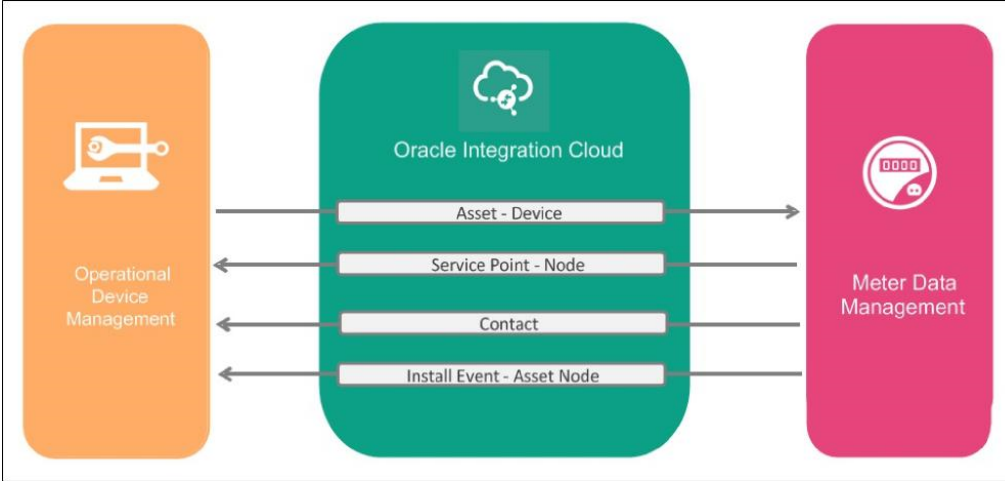 Oracle Integration Cloud
Asset - Device
Service Point - Node
Contact
Install Event - Asset Node
Operational
Device
Management
0000
Meter Data
Management